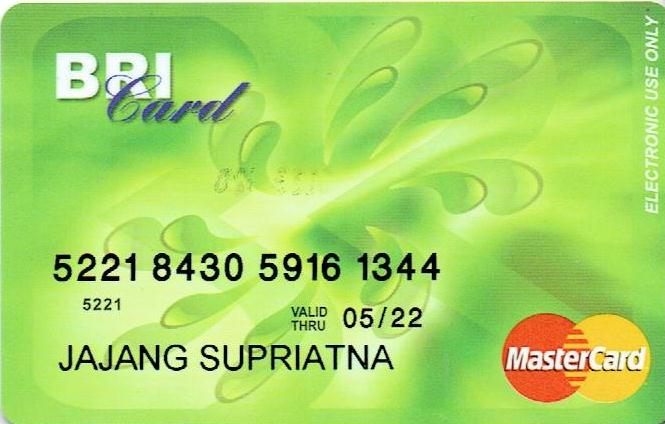 BRI
Card
ELECTRONIC USE ONLY
5221 8430 5916 1344
5221
VALID
THRU 05/22
JAJANG SUPRIATNA
MasterCard